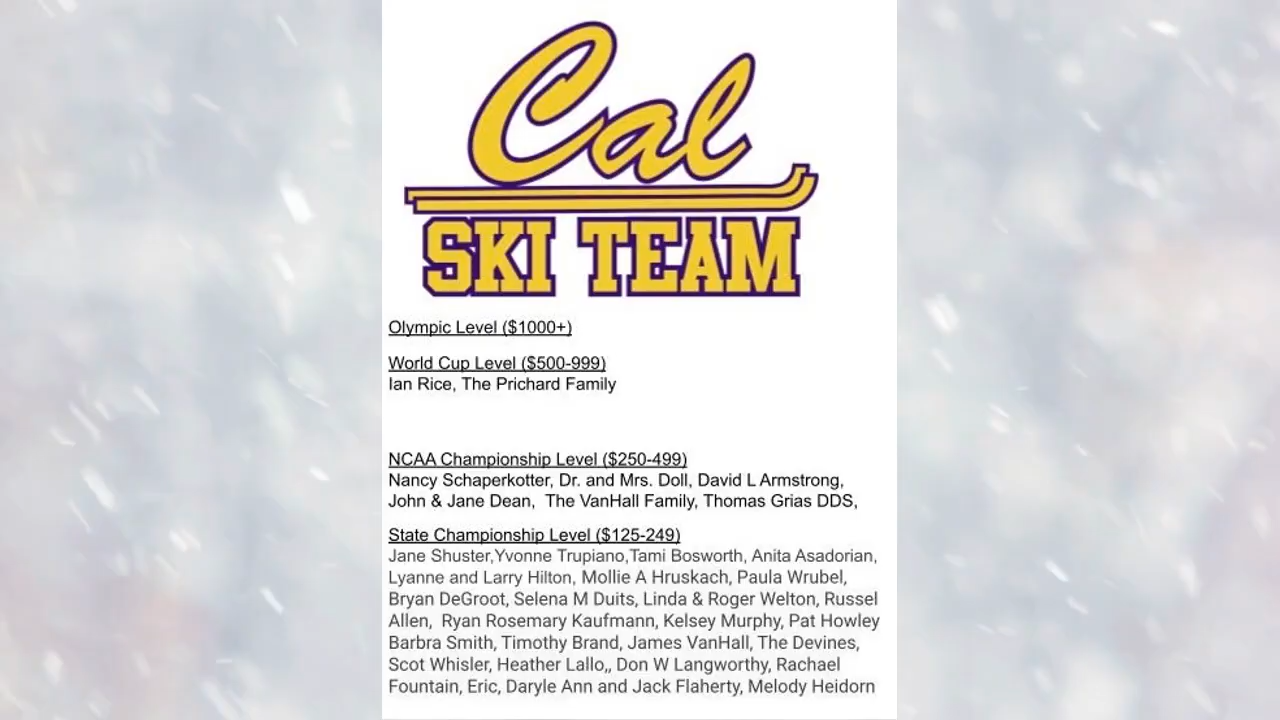 Cal
SKI TEAM
Olympic Level ($1000+)
World Cup Level ($500-999)
Ian Rice, The Prichard Family
NCAA Championship Level ($250-499)
Nancy Schaperkotter, Dr. and Mrs. Doll, David L Armstrong,
John & Jane Dean,  The VanHall Family, Thomas Grias DDS,
State Championship Level ($125-249)
Jane Shuster,Yvonne Trupiano,Tami Bosworth, Anita Asadorian,
Lyanne and Larry Hilton, Mollie A Hruskach, Paula Wrubel,
Bryan DeGroot, Selena M Duits, Linda & Roger Welton, Russel
Allen,  Ryan Rosemary Kaufmann, Kelsey Murphy, Pat Howley
Barbra Smith, Timothy Brand, James VanHall, The Devines,
Scot Whisler, Heather Lallo,, Don W Langworthy, Rachael
Fountain, Eric, Daryle Ann and Jack Flaherty, Melody Heidorn